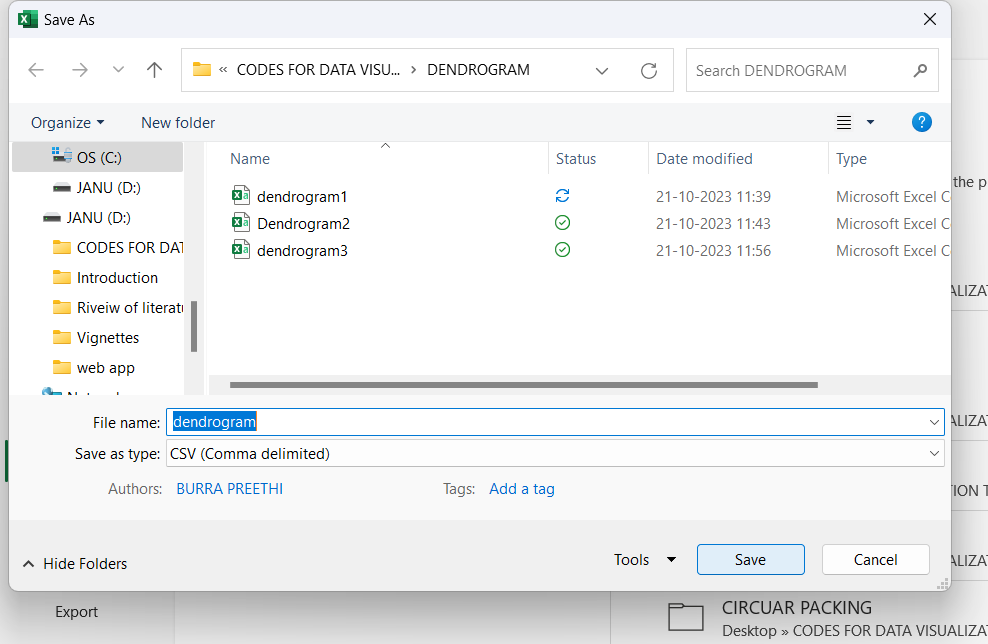 Save As
« CODES FOR DATA VISU... › DENDROGRAM
Search DENDROGRAM
Organize
New folder
OS (C:)
JANU (D:)
JANU (D:)
CODES FOR DAT
Introduction
Riveiw of literatu
Vignettes
web app
Name Status Date modified Type
dendrogram1 21-10-2023 11:39 Microsoft Excel C
Dendrogram2 21-10-2023 11:43 Microsoft Excel C
dendrogram3 21-10-2023 11:56 Microsoft Excel C
File name: dendrogram
Save as type: CSV (Comma delimited)
Authors: BURRA PREETHI Tags: Add a tag
Hide Folders
Tools Save Cancel
the p
ALIZAT
ALIZAT
ION T
ALIZAT
Export
CIRCUAR PACKING
Desktop » CODES FOR DATA VISUALIZAT